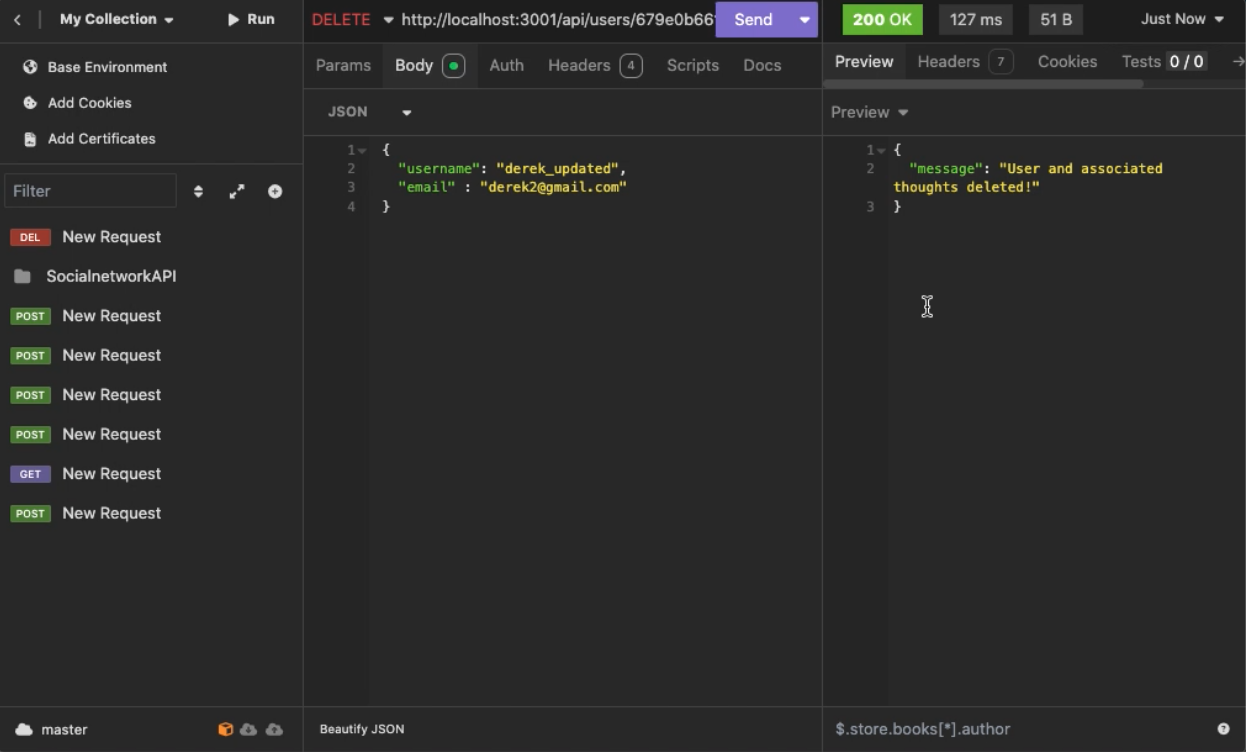 My Collection
Run
DELETE http://localhost:3001/api/users/679e0b66
Send
200 OK
127 ms
51 B
Just Now
Base Environment
Add Cookies
Add Certificates
Filter
DEL New Request
SocialnetworkAPI
POST New Request
POST New Request
POST New Request
POST New Request
GET New Request
POST New Request
master
Params Body Auth Headers 4 Scripts Docs
JSON
1 {
2 "username": "derek_updated",
3 "email" : "derek2@gmail.com"
4 }
Beautify JSON
Preview Headers 7 Cookies Tests 0 / 0
Preview
1 {
2 "message": "User and associated
thoughts deleted!"
3 }
$.store.books[*].author